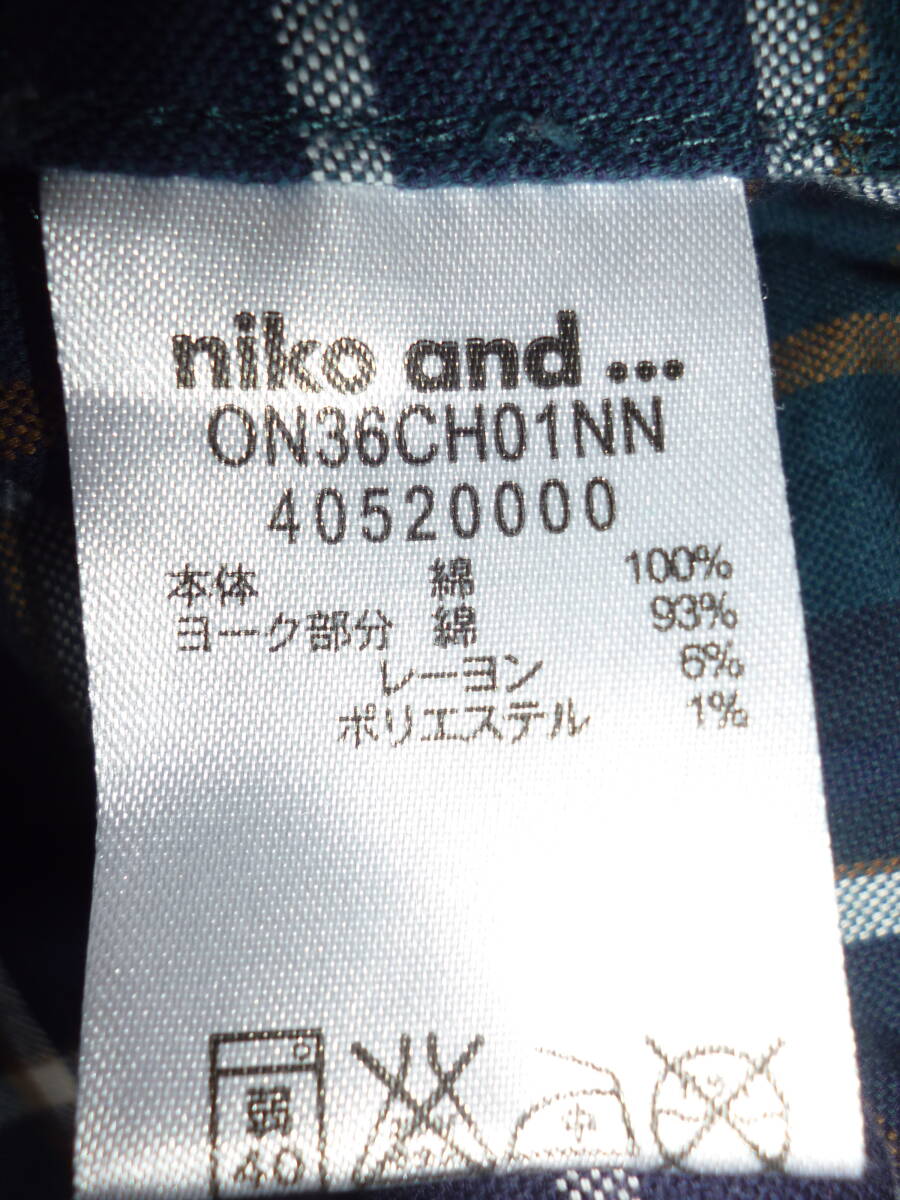 niko and ...
ON36CH01NN
40520000
本体 綿 100%
ヨーク部分 綿 93%
レーヨン 6%
ポリエステル 1%
弱 中
40